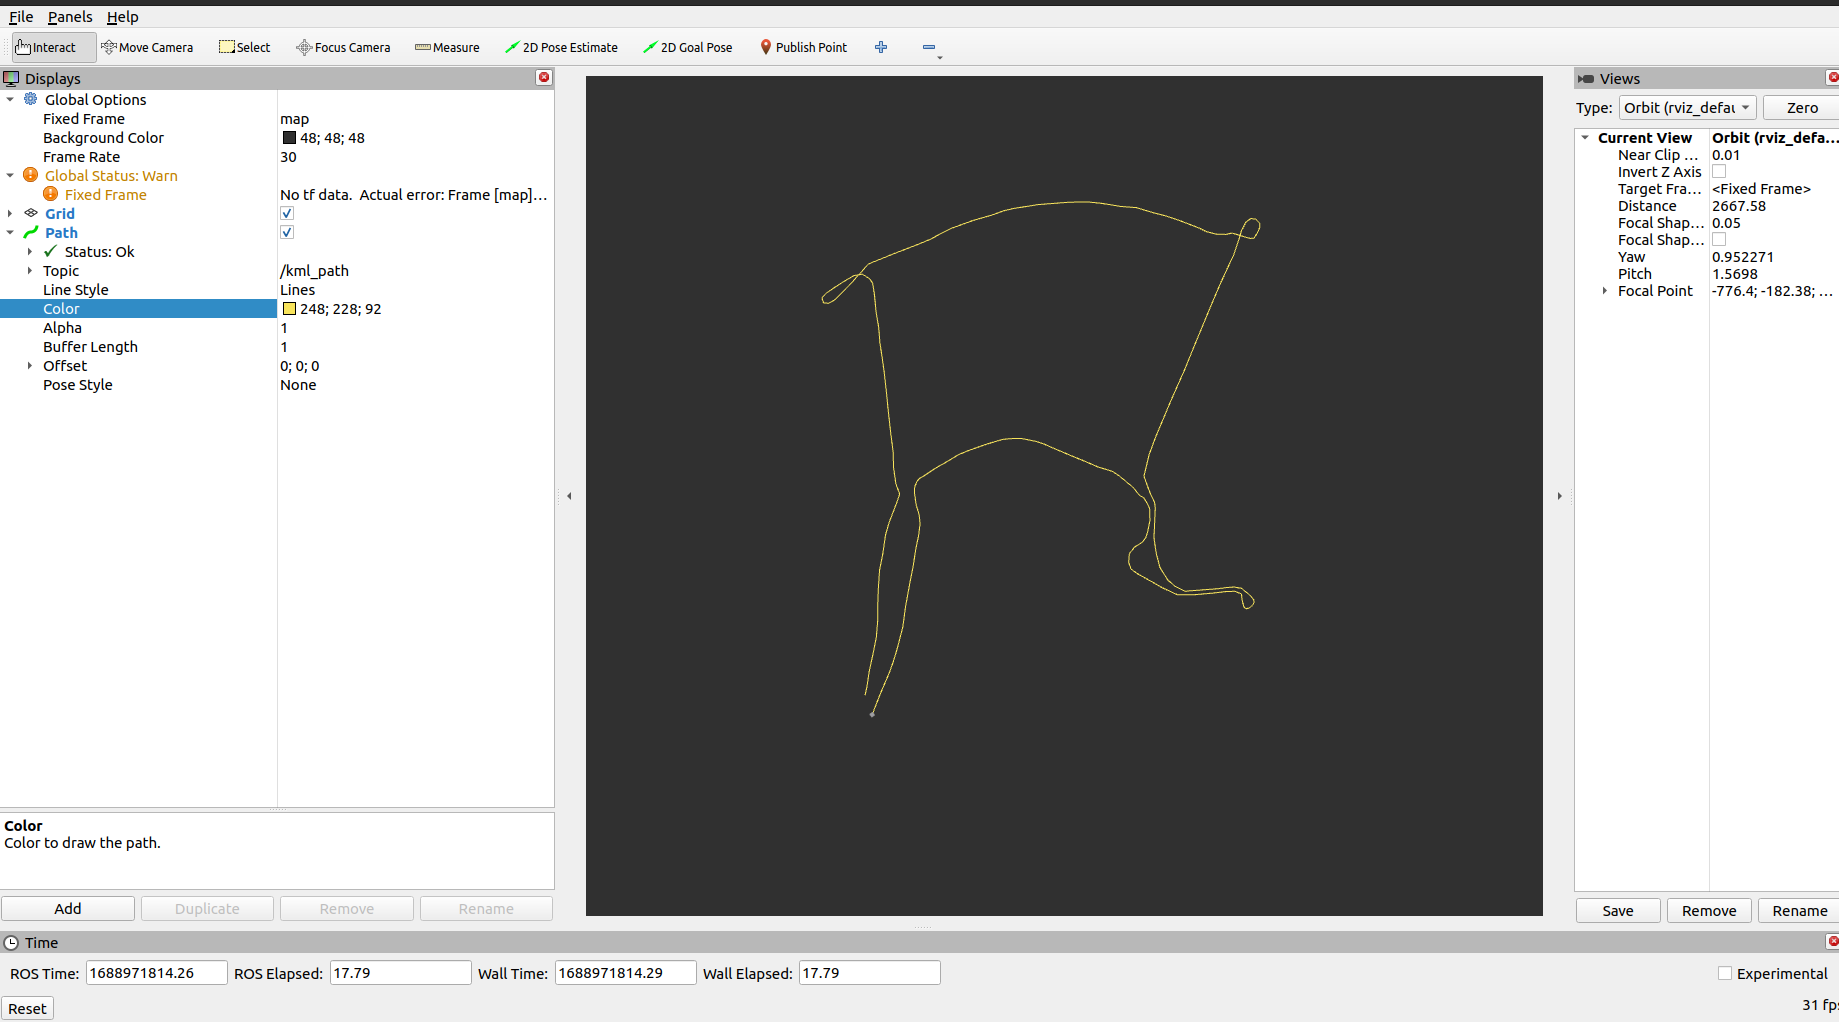 File Panels Help
Interact Move Camera Select Focus Camera Measure 2D Pose Estimate 2D Goal Pose Publish Point
Displays
Global Options
Fixed Frame map
Background Color 48; 48; 48
Frame Rate 30
Global Status: Warn
Fixed Frame No tf data. Actual error: Frame [map]...
Grid
Path
Status: Ok
Topic /kml_path
Line Style Lines
Color 248; 228; 92
Alpha 1
Buffer Length 1
Offset 0; 0; 0
Pose Style None
Color
Color to draw the path.
Add Duplicate Remove Rename
Views
Type: Orbit (rviz_defau Zero
Current View Orbit (rviz_defa...
Near Clip ... 0.01
Invert Z Axis
Target Fra... <Fixed Frame>
Distance 2667.58
Focal Shap... 0.05
Focal Shap...
Yaw 0.952271
Pitch 1.5698
Focal Point -776.4; -182.38; ...
Save Remove Rename
Time
ROS Time: 1688971814.26 ROS Elapsed: 17.79 Wall Time: 1688971814.29 Wall Elapsed: 17.79 Experimental
Reset 31 fps